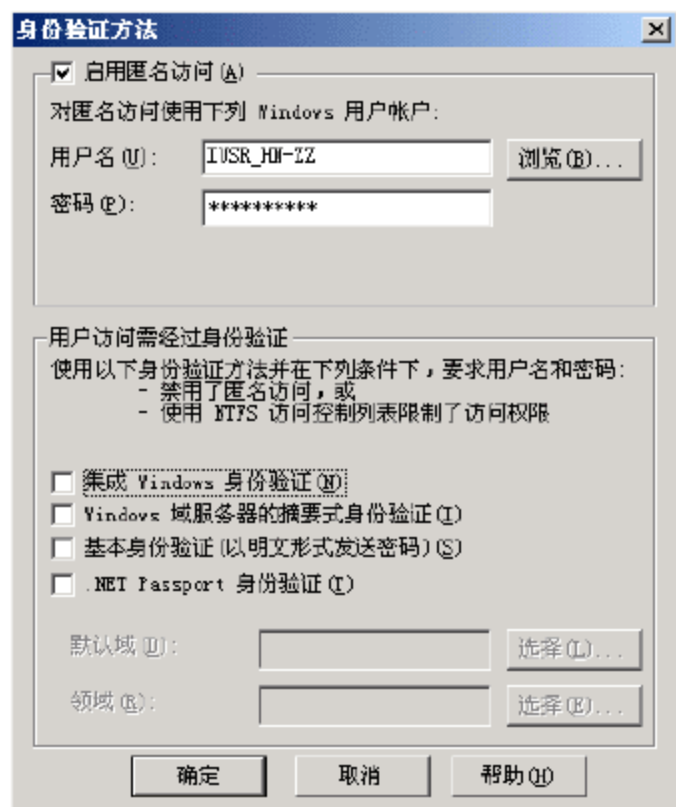 身份验证方法
启用匿名访问(A)
对匿名访问使用下列 Windows 用户帐户:
用户名(U): IUSR_HN-ZZ 浏览(B)...
密码(P): **********
用户访问需经过身份验证
使用以下身份验证方法并在下列条件下，要求用户名和密码:
- 禁用了匿名访问，或
- 使用 NTFS 访问控制列表限制了访问权限
集成 Windows 身份验证(N)
Windows 域服务器的摘要式身份验证(I)
基本身份验证(以明文形式发送密码)(S)
.NET Passport 身份验证(T)
默认域(D): 选择(L)...
领域(R): 选择(E)...
确定 取消 帮助(H)